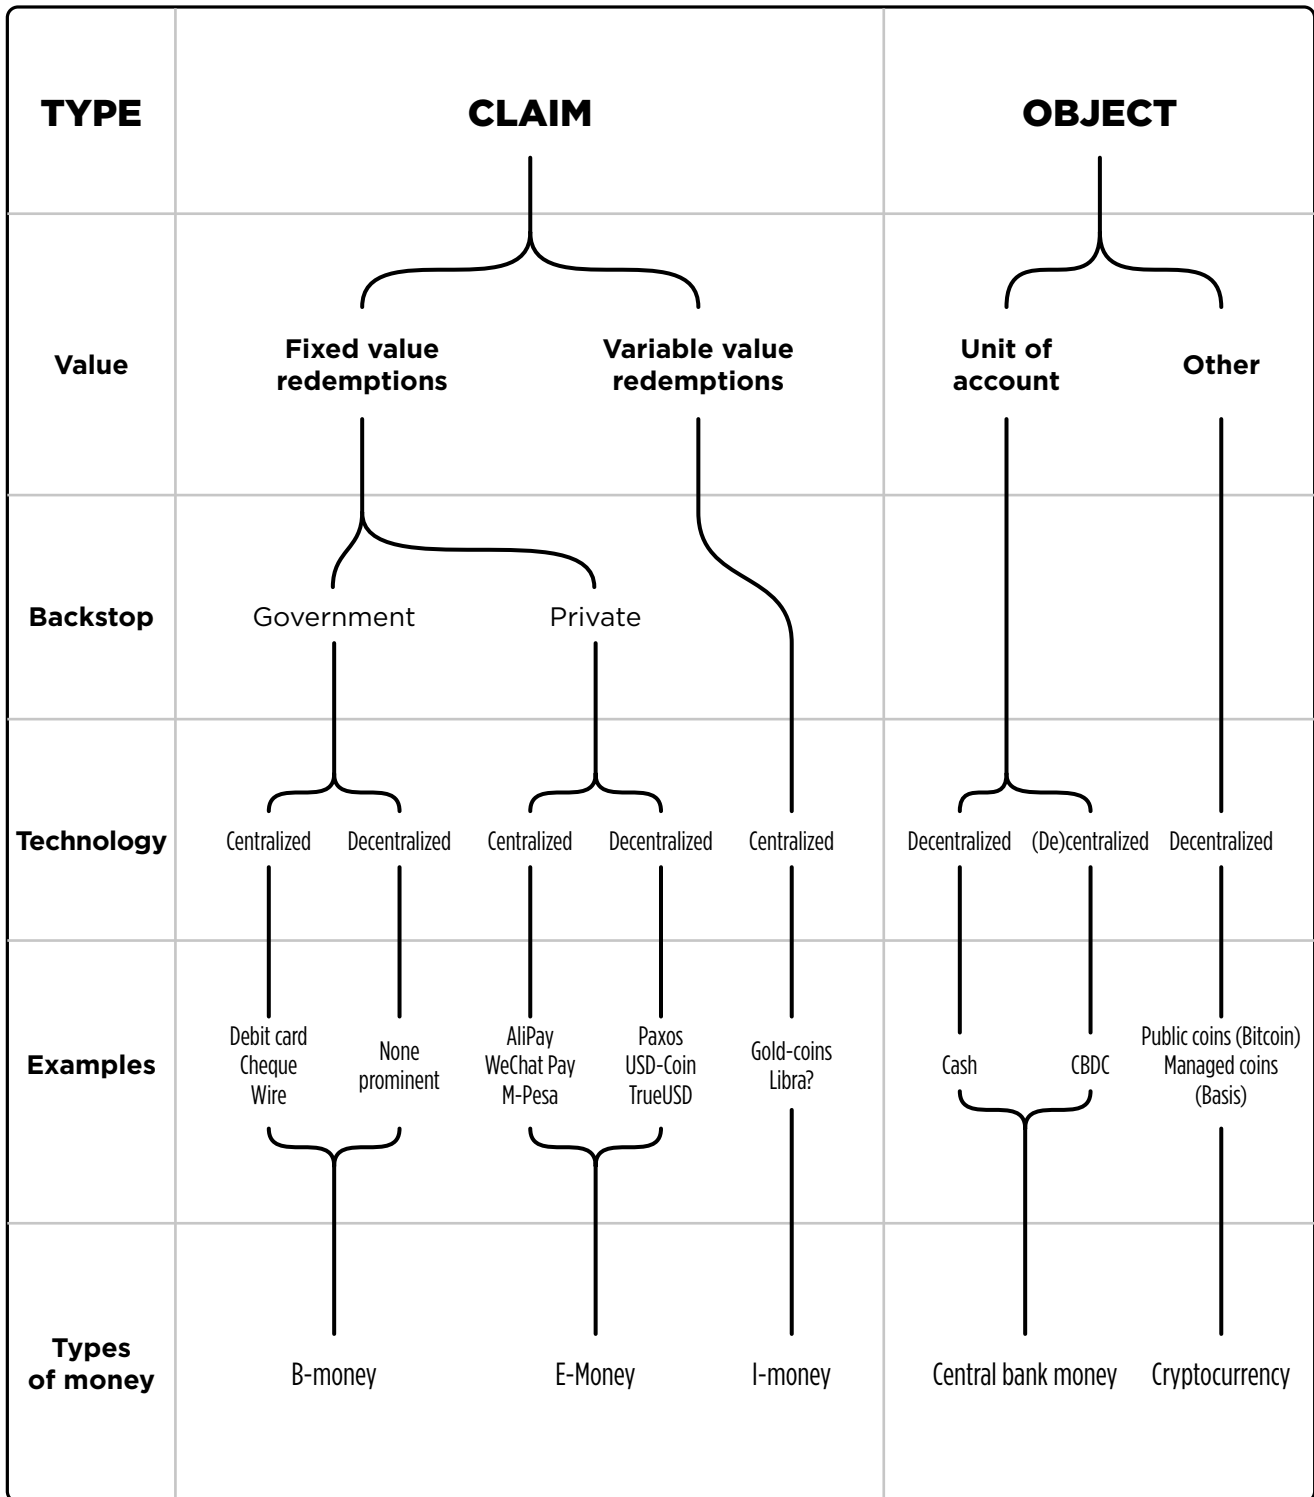 TYPE
CLAIM
OBJECT
Value
Fixed value
redemptions
Variable value
redemptions
Unit of
account
Other
Backstop
Government
Private
Technology
Centralized
Decentralized
Centralized
Decentralized
Centralized
Decentralized
(De)centralized
Decentralized
Examples
Debit card
Cheque
Wire
None
prominent
AliPay
WeChat Pay
M-Pesa
Paxos
USD-Coin
TrueUSD
Gold-coins
Libra?
Cash
CBDC
Public coins (Bitcoin)
Managed coins
(Basis)
Types
of money
B-money
E-Money
I-money
Central bank money
Cryptocurrency